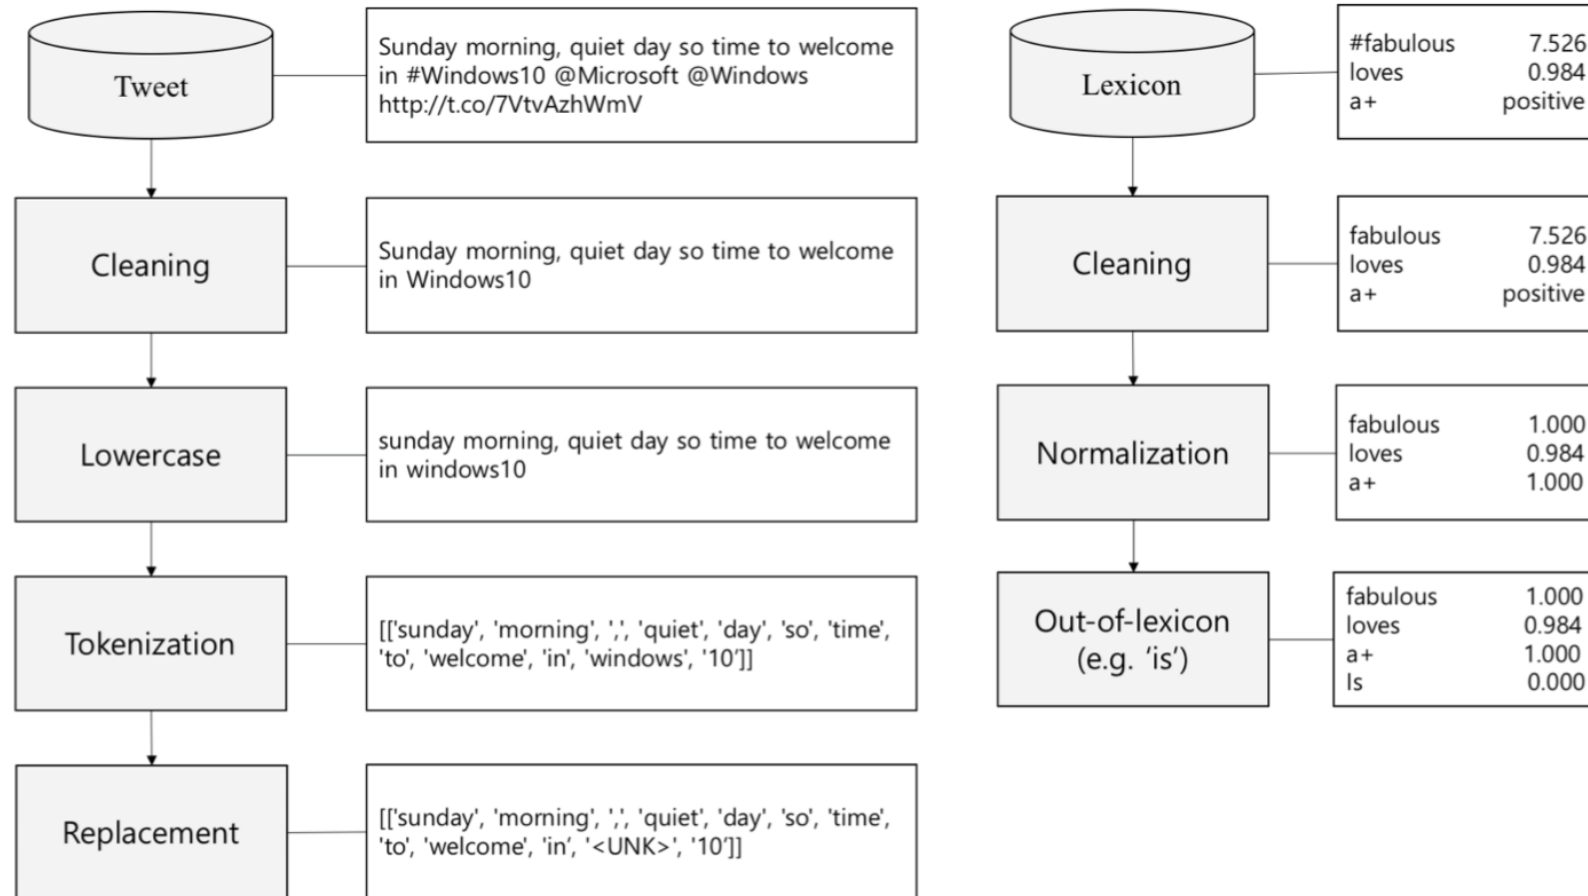 Tweet
Sunday morning, quiet day so time to welcome
in #Windows10 @Microsoft @Windows
http://t.co/7VtvAzhWmV
Cleaning
Sunday morning, quiet day so time to welcome
in Windows10
Lowercase
sunday morning, quiet day so time to welcome
in windows10
Tokenization
[['sunday', 'morning', ',', 'quiet', 'day', 'so', 'time',
'to', 'welcome', 'in', 'windows', '10']]
Replacement
[['sunday', 'morning', ',', 'quiet', 'day', 'so', 'time',
'to', 'welcome', 'in', '<UNK>', '10']]
Lexicon
#fabulous 7.526
loves 0.984
a+ positive
Cleaning
fabulous 7.526
loves 0.984
a+ positive
Normalization
fabulous 1.000
loves 0.984
a+ 1.000
Out-of-lexicon
(e.g. 'is')
fabulous 1.000
loves 0.984
a+ 1.000
Is 0.000